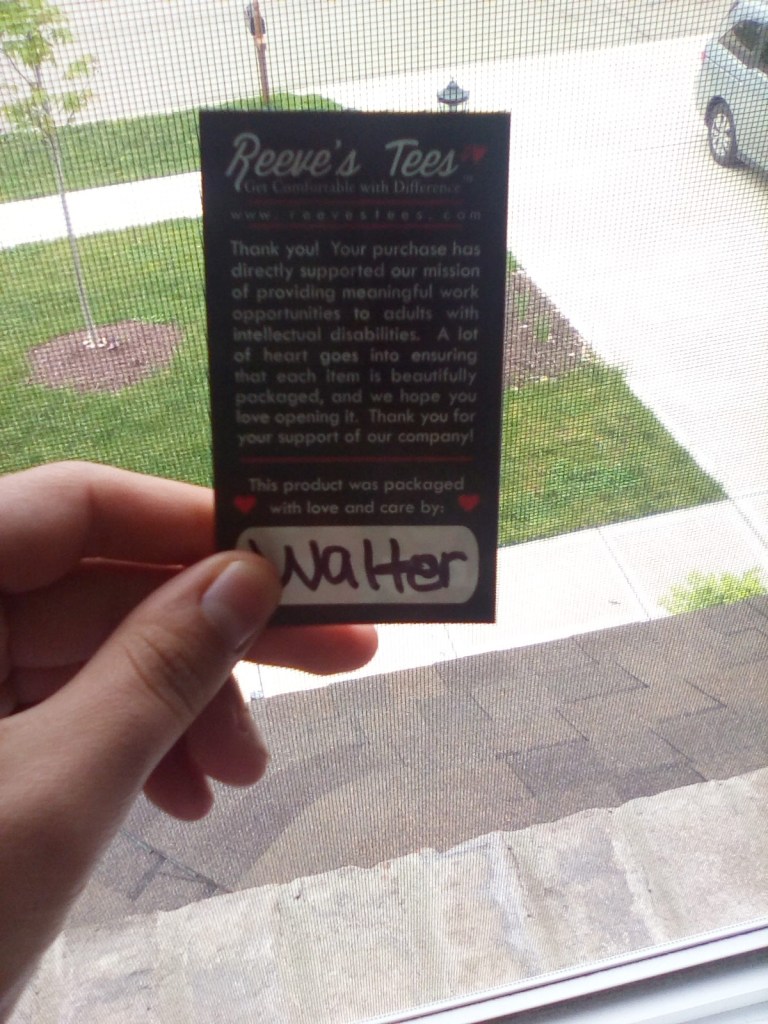 Reeve's Tees
Get Comfortable with Difference
www.reevestees.com
Thank you! Your purchase has
directly supported our mission
of providing meaningful work
opportunities to adults with
intellectual disabilities. A lot
of heart goes into ensuring
that each item is beautifully
packaged, and we hope you
love opening it. Thank you for
your support of our company!
This product was packaged
with love and care by:
Walter